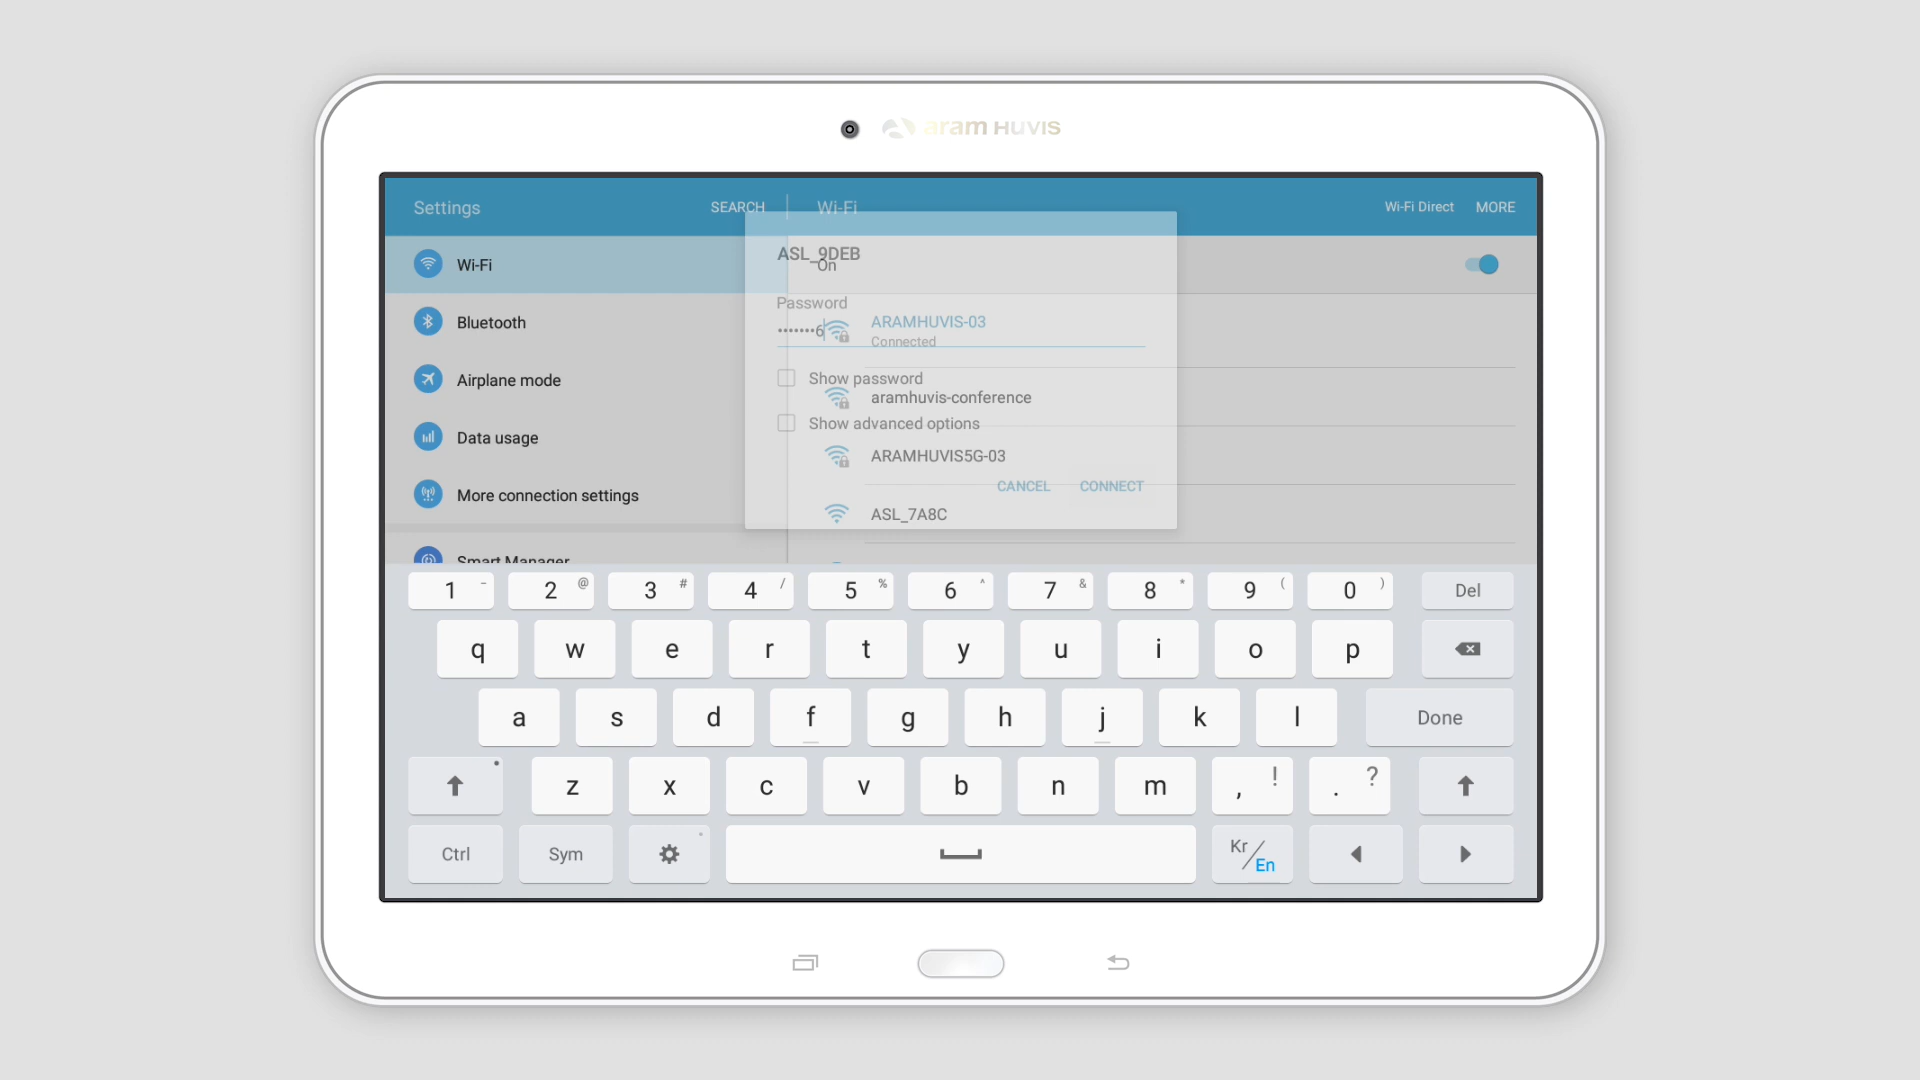 aram HUVIS
Settings
SEARCH
Wi-Fi
Wi-Fi Direct
MORE
Wi-Fi
Bluetooth
Airplane mode
Data usage
More connection settings
Smart Manager
ASL_9DEB
On
Password
•••••••6
ARAMHUVIS-03
Connected
Show password
aramhuvis-conference
Show advanced options
ARAMHUVIS5G-03
CANCEL
CONNECT
ASL_7A8C
1 - 2 @ 3 # 4 / 5 % 6 ^ 7 & 8 * 9 ( 0 ) Del
q w e r t y u i o p
a s d f g h j k l Done
z x c v b n m , ! . ?
Ctrl Sym Kr/En